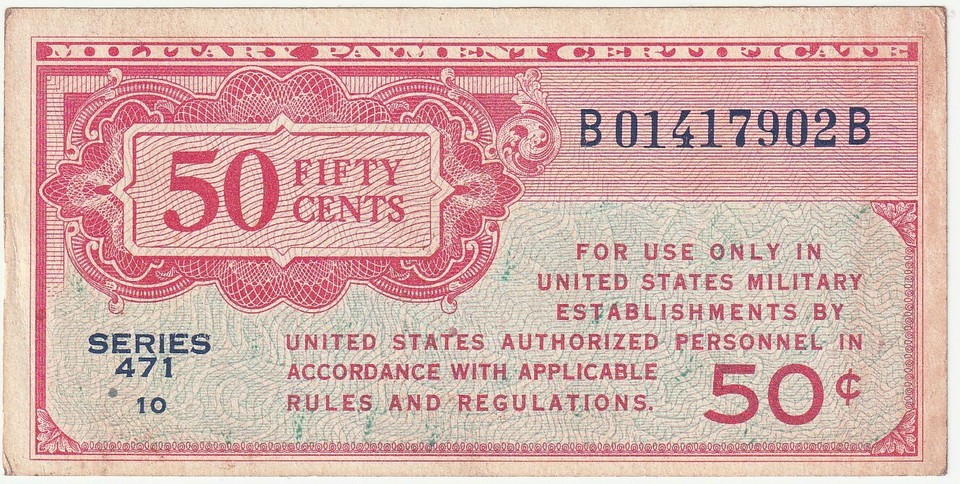 MILITARY PAYMENT CERTIFICATE
B01417902B
50 FIFTY
CENTS
FOR USE ONLY IN
UNITED STATES MILITARY
ESTABLISHMENTS BY
UNITED STATES AUTHORIZED PERSONNEL IN
ACCORDANCE WITH APPLICABLE
RULES AND REGULATIONS.
50¢
SERIES
471
10